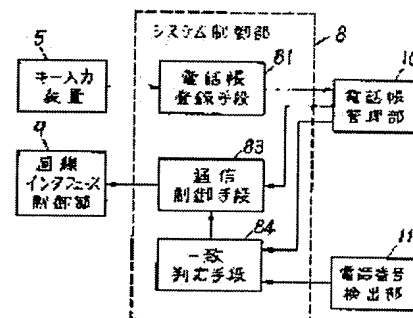 システム制御部
8
5
キー入力
装置
81
電話帳
登録手段
10
電話帳
管理部
9
回線
インタフェース
制御部
83
通信
制御手段
84
一致
判定手段
11
電話番号
検出部